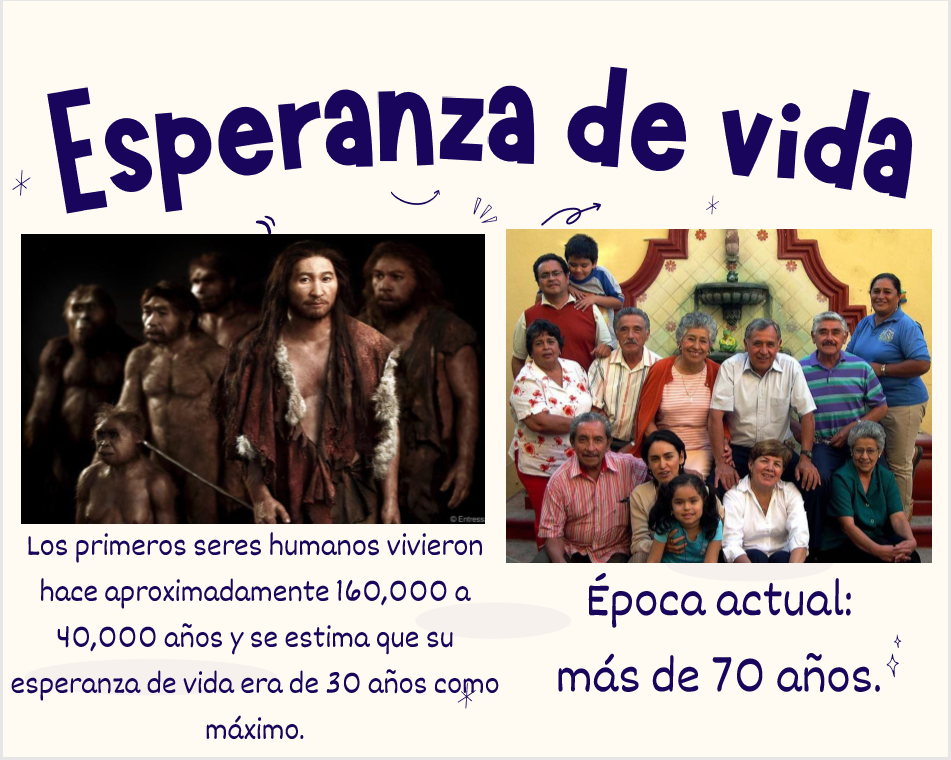 Esperanza de vida
© Entress
Los primeros seres humanos vivieron
hace aproximadamente 160,000 a
40,000 años y se estima que su
esperanza de vida era de 30 años como
máximo.
Época actual:
más de 70 años.